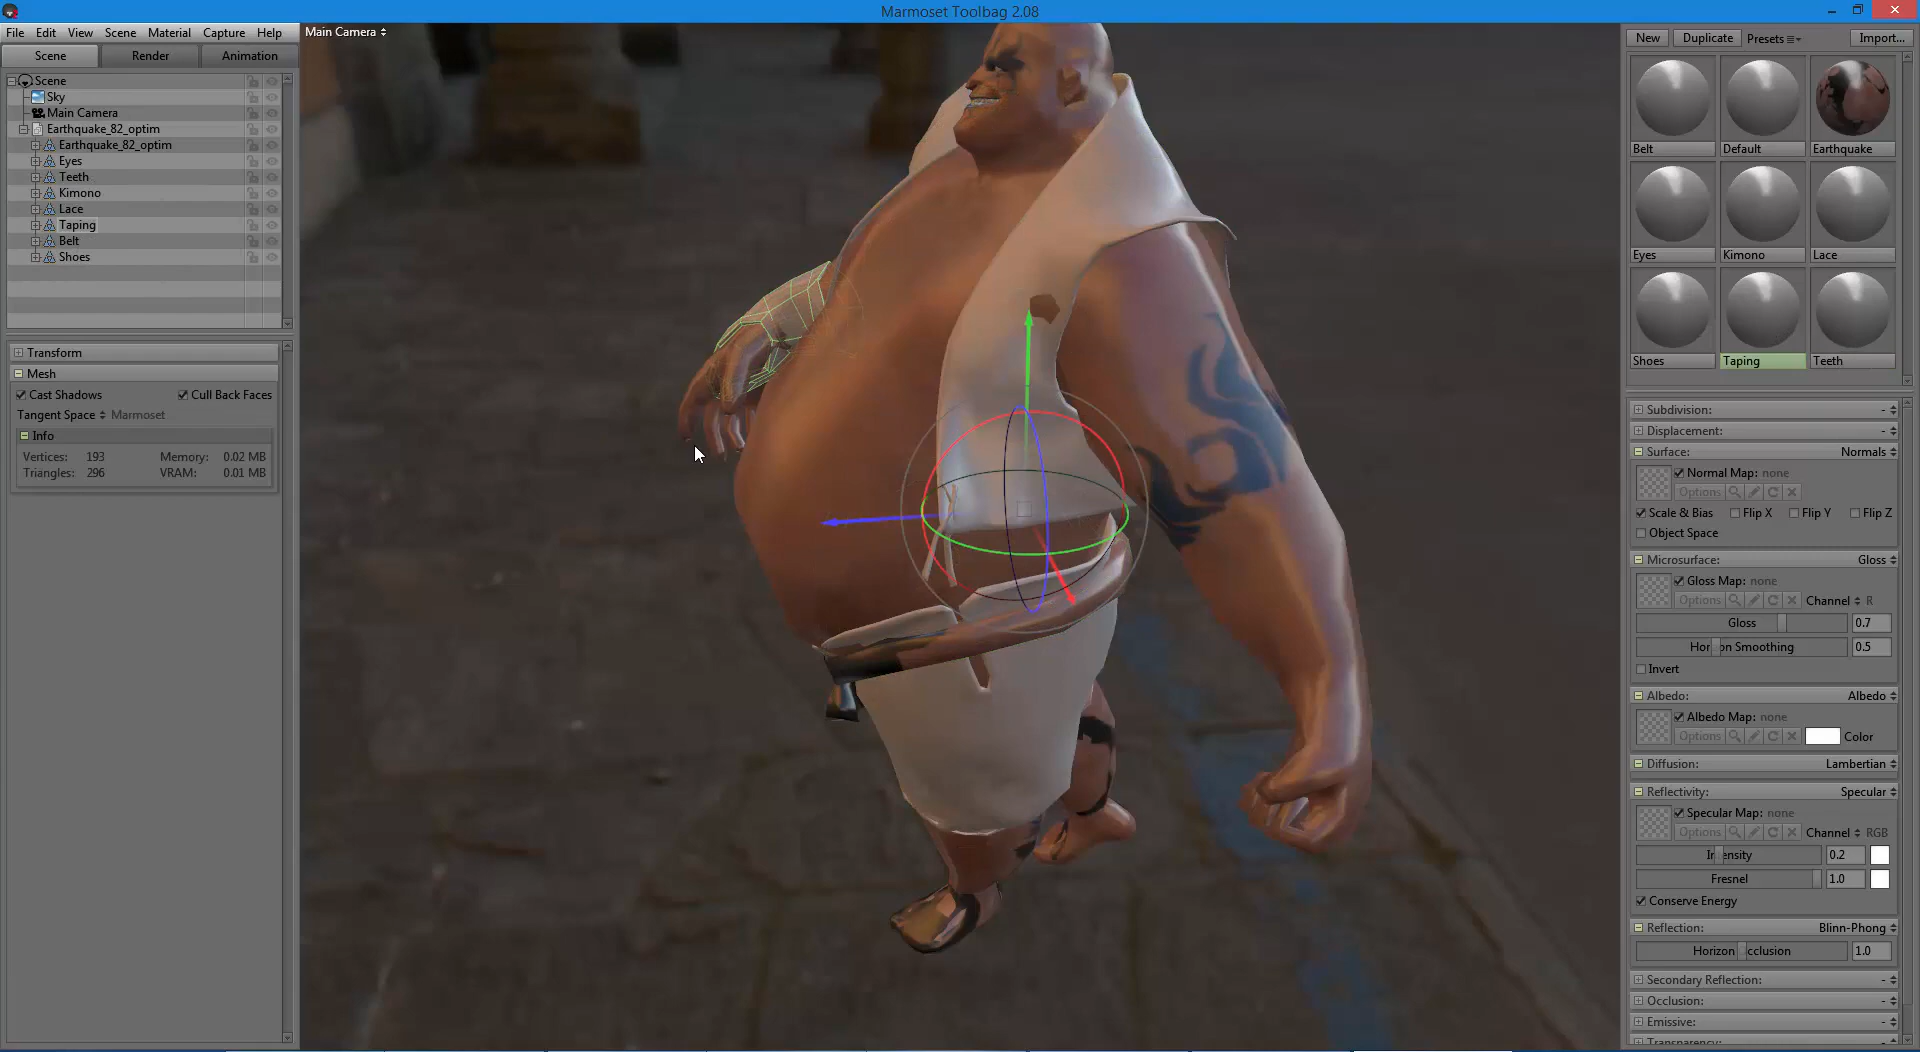 Marmoset Toolbag 2.08
File Edit View Scene Material Capture Help
Scene Render Animation
Scene
Sky
Main Camera
Earthquake_82_optim
Earthquake_82_optim
Eyes
Teeth
Kimono
Lace
Taping
Belt
Shoes
Transform
Mesh
Cast Shadows Cull Back Faces
Tangent Space Marmoset
Info
Vertices: 193 Memory: 0.02 MB
Triangles: 296 VRAM: 0.01 MB
Main Camera
New Duplicate Presets Import...
Belt Default Earthquake
Eyes Kimono Lace
Shoes Taping Teeth
Subdivision: -
Displacement: -
Surface: Normals
Normal Map: none
Options
Scale & Bias Flip X Flip Y Flip Z
Object Space
Microsurface: Gloss
Gloss Map: none
Options Channel R
Gloss 0.7
Horizon Smoothing 0.5
Invert
Albedo: Albedo
Albedo Map: none
Options Color
Diffusion: Lambertian
Reflectivity: Specular
Specular Map: none
Options Channel RGB
Intensity 0.2
Fresnel 1.0
Conserve Energy
Reflection: Blinn-Phong
Horizon Occlusion 1.0
Secondary Reflection: -
Occlusion: -
Emissive: -
Transparency: